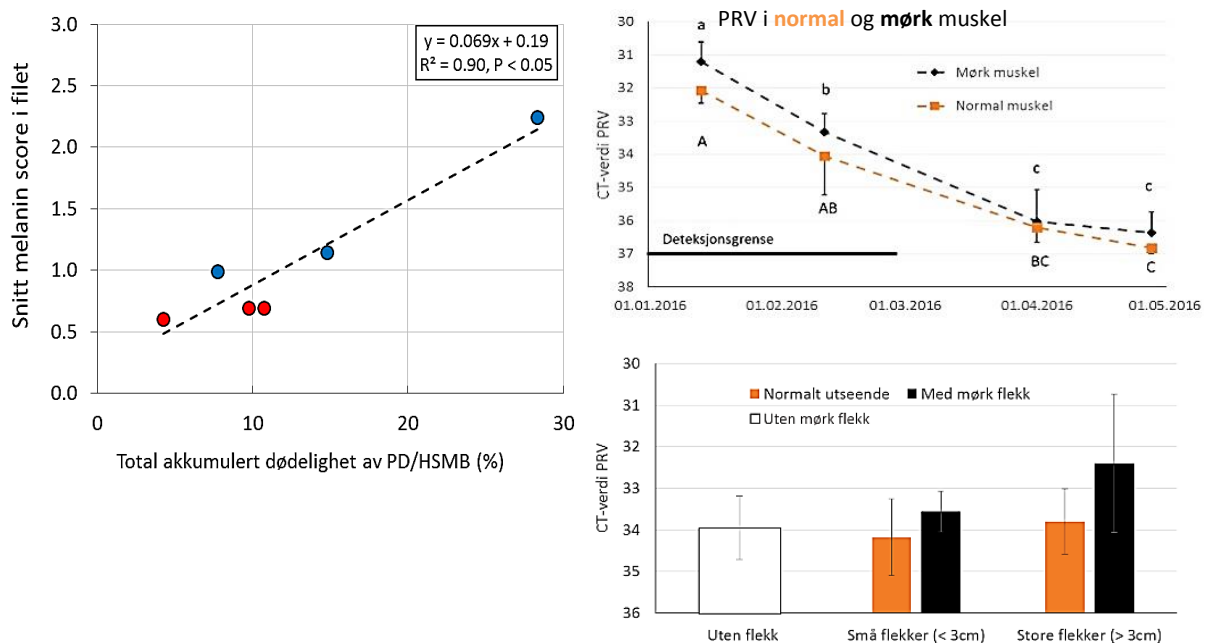 3.0
2.5
2.0
1.5
1.0
0.5
0.0
Snitt melanin score i filet
y = 0.069x + 0.19
R² = 0.90, P < 0.05
0 10 20 30
Total akkumulert dødelighet av PD/HSMB (%)
PRV i normal og mørk muskel
30
31
32
33
34
35
36
37
38
CT-verdi PRV
a
b
c
c
A
AB
BC
C
Mørk muskel
Normal muskel
Deteksjonsgrense
01.01.2016 01.02.2016 01.03.2016 01.04.2016 01.05.2016
30
31
32
33
34
35
36
CT-verdi PRV
Normalt utseende Med mørk flekk
Uten mørk flekk
Uten flekk Små flekker (< 3cm) Store flekker (> 3cm)